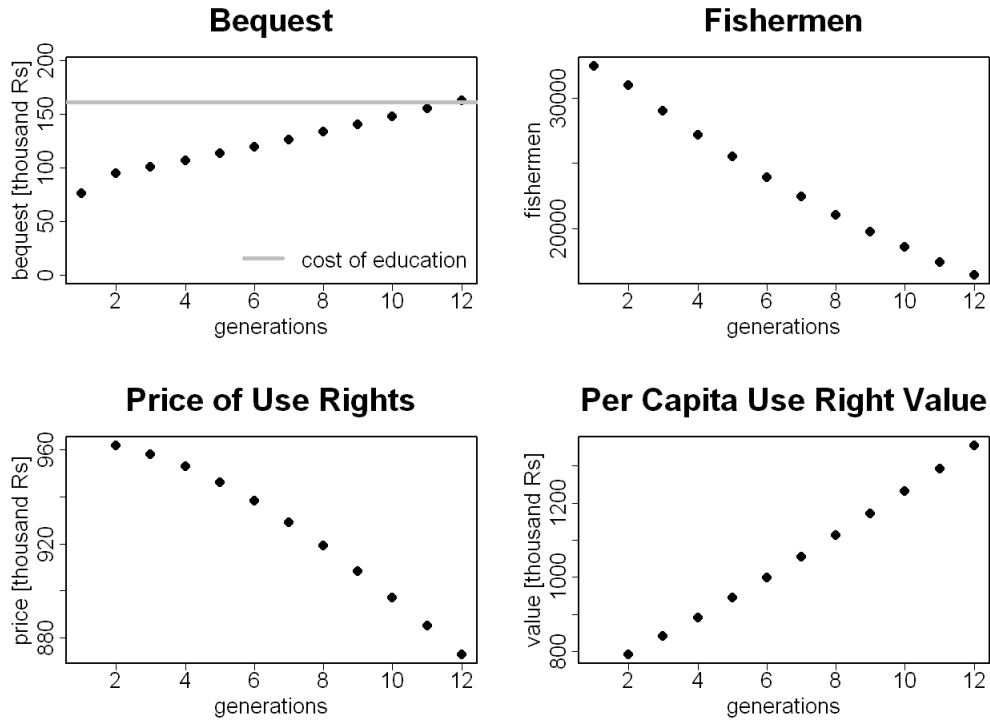 Bequest
bequest [thousand Rs]
200
150
100
50
0
cost of education
2 4 6 8 10 12
generations
Fishermen
fishermen
30000
20000
2 4 6 8 10 12
generations
Price of Use Rights
price [thousand Rs]
960
920
880
2 4 6 8 10 12
generations
Per Capita Use Right Value
value [thousand Rs]
1200
1000
800
2 4 6 8 10 12
generations